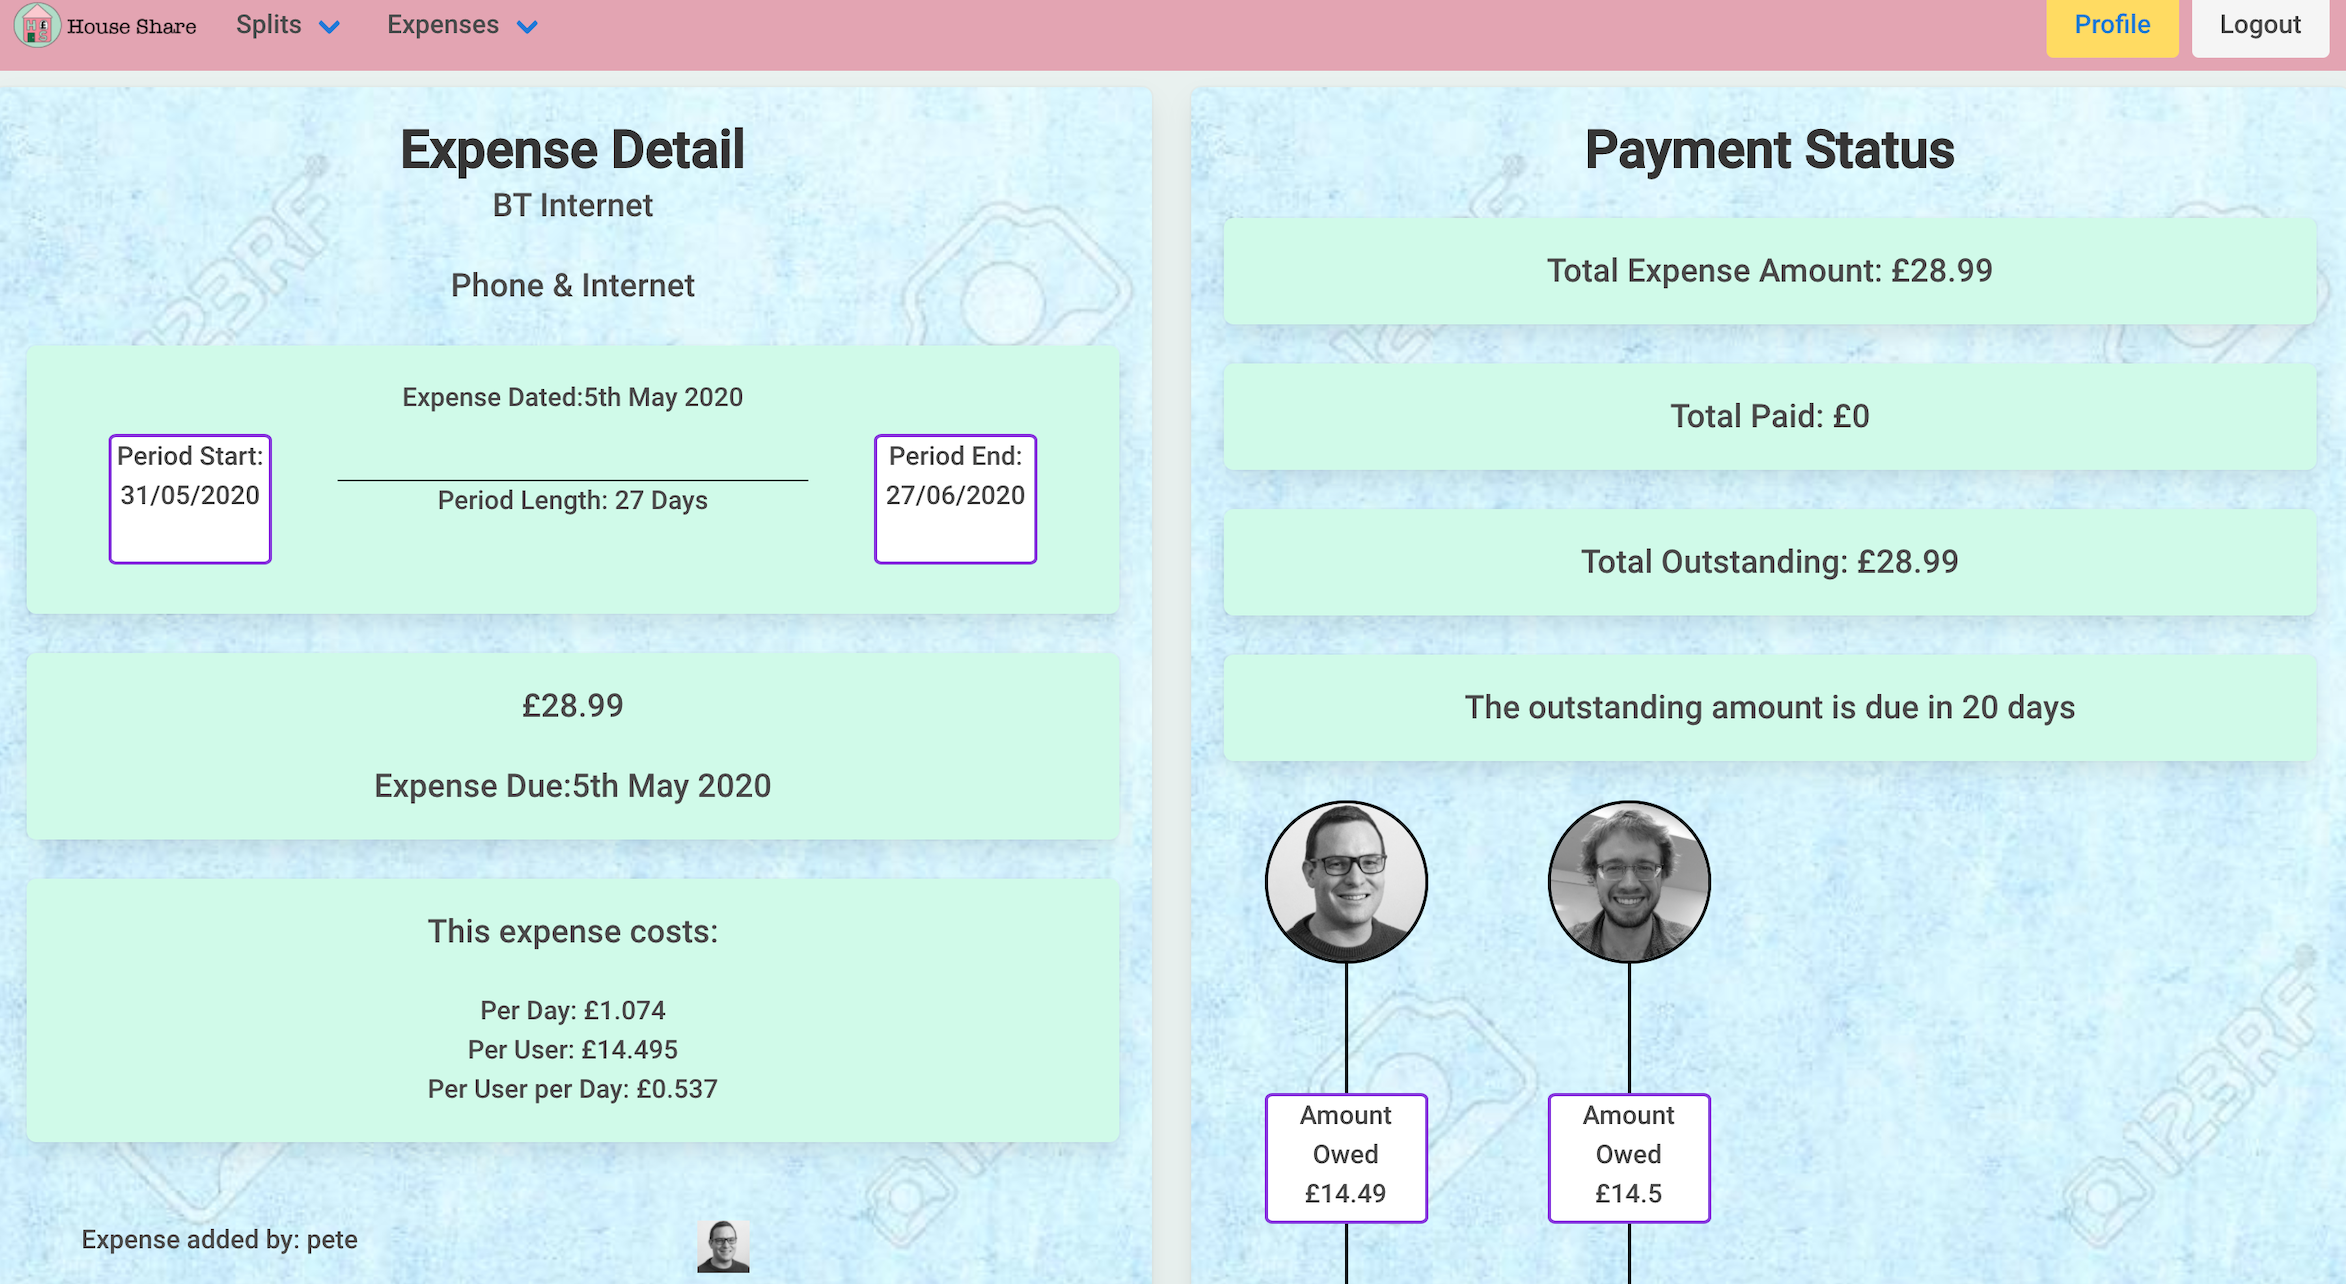 House Share
Splits
Expenses
Profile
Logout
Expense Detail
BT Internet
Phone & Internet
Expense Dated:5th May 2020
Period Start:
31/05/2020
Period Length: 27 Days
Period End:
27/06/2020
£28.99
Expense Due:5th May 2020
This expense costs:
Per Day: £1.074
Per User: £14.495
Per User per Day: £0.537
Expense added by: pete
Payment Status
Total Expense Amount: £28.99
Total Paid: £0
Total Outstanding: £28.99
The outstanding amount is due in 20 days
Amount
Owed
£14.49
Amount
Owed
£14.5
123RF
123RF
123RF